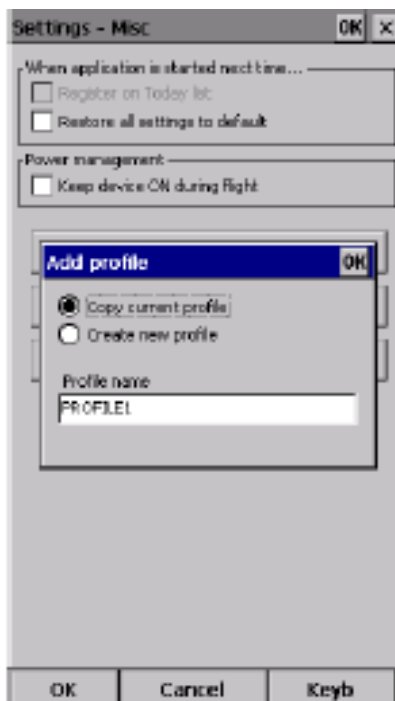 Settings - Misc OK ×
When application is started next time...
Register on Today list
Restore all settings to default
Power management
Keep device ON during flight
Add profile OK
Copy current profile
Create new profile
Profile name
PROFILE1
OK Cancel Keyb